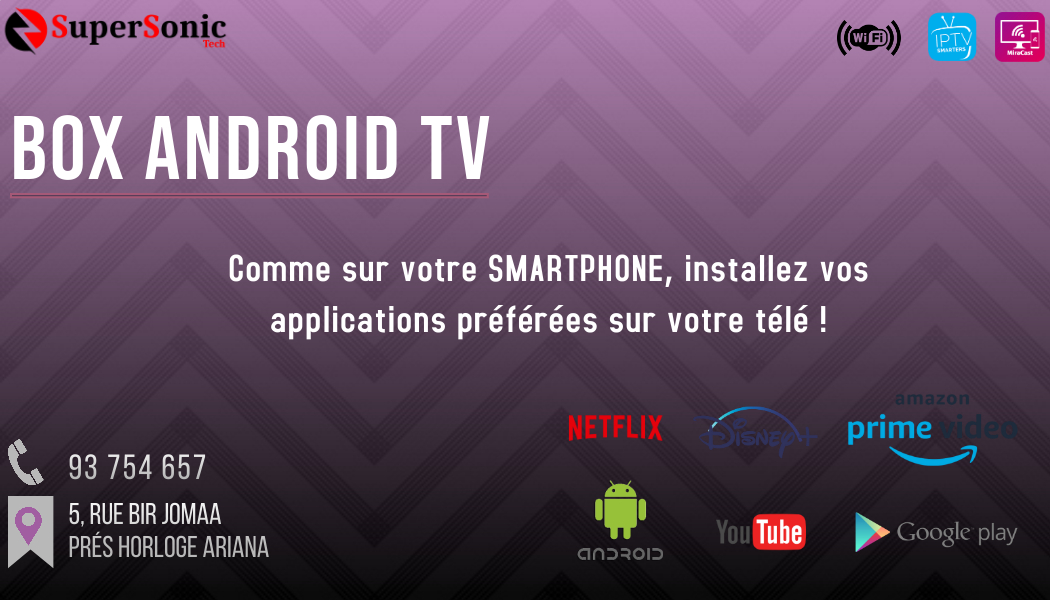 SuperSonic
Tech
WiFi
IPTV
SMARTERS
MiraCast
BOX ANDROID TV
Comme sur votre SMARTPHONE, installez vos
applications préférées sur votre télé !
NETFLIX
Disney+
amazon
prime video
93 754 657
5, RUE BIR JOMAA
PRÉS HORLOGE ARIANA
ANDROID
YouTube
Google play